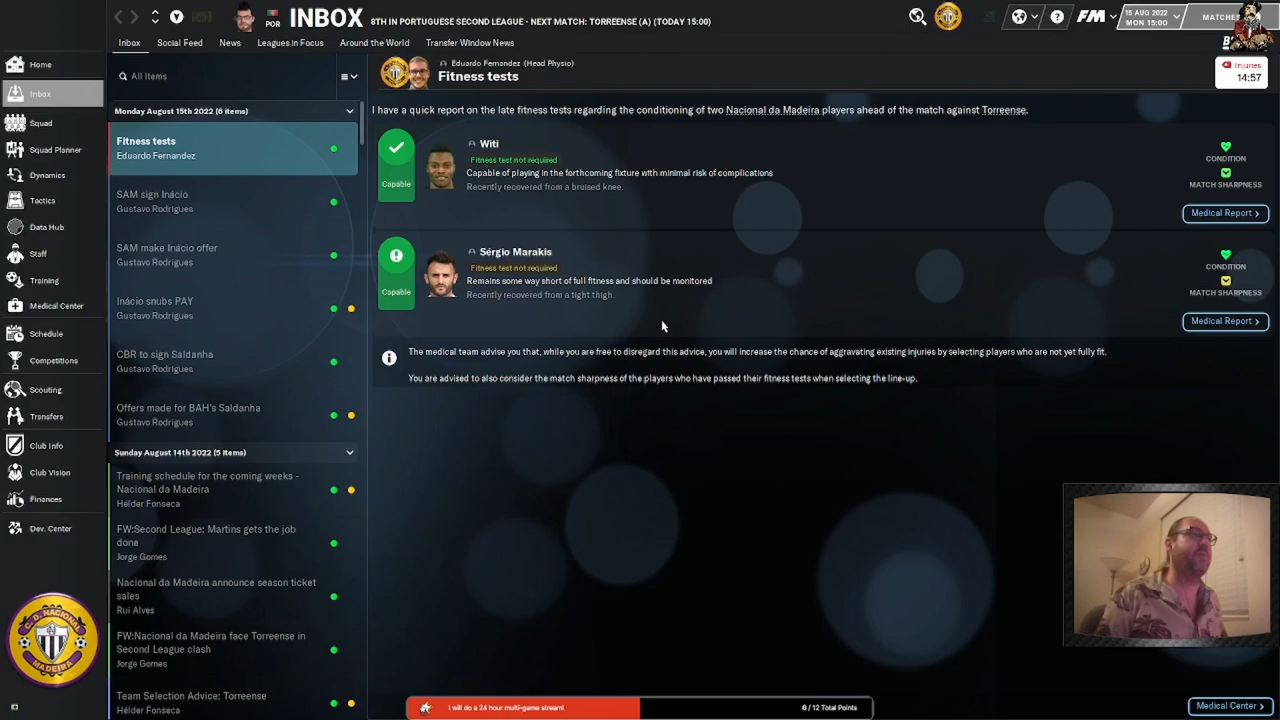 POR
INBOX
8TH IN PORTUGUESE SECOND LEAGUE - NEXT MATCH: TORREENSE (A) (TODAY 15:00)
FM
15 AUG 2022
MON 15:00
MATCHES
Inbox
Social Feed
News
Leagues in Focus
Around the World
Transfer Window News
Home
Inbox
Squad
Squad Planner
Dynamics
Tactics
Data Hub
Staff
Training
Medical Center
Schedule
Competitions
Scouting
Transfers
Club Info
Club Vision
Finances
Dev. Center
C.D. NACIONAL
MADEIRA
All Items
Monday August 15th 2022 (6 items)
Fitness tests
Eduardo Fernandez
SAM sign Inácio
Gustavo Rodrigues
SAM make Inácio offer
Gustavo Rodrigues
Inácio snubs PAY
Gustavo Rodrigues
CBR to sign Saldanha
Gustavo Rodrigues
Offers made for BAH's Saldanha
Gustavo Rodrigues
Sunday August 14th 2022 (5 items)
Training schedule for the coming weeks -
Nacional da Madeira
Hélder Fonseca
FW:Second League: Martins gets the job
done
Jorge Gomes
Nacional da Madeira announce season ticket
sales
Rui Alves
FW:Nacional da Madeira face Torreense in
Second League clash
Jorge Gomes
Team Selection Advice: Torreense
Hélder Fonseca
Eduardo Fernandez (Head Physio)
Fitness tests
Injuries
14:57
I have a quick report on the late fitness tests regarding the conditioning of two Nacional da Madeira players ahead of the match against Torreense.
Capable
Witi
Fitness test not required
Capable of playing in the forthcoming fixture with minimal risk of complications
Recently recovered from a bruised knee.
CONDITION
MATCH SHARPNESS
Medical Report
Capable
Sérgio Marakis
Fitness test not required
Remains some way short of full fitness and should be monitored
Recently recovered from a tight thigh.
CONDITION
MATCH SHARPNESS
Medical Report
The medical team advise you that, while you are free to disregard this advice, you will increase the chance of aggravating existing injuries by selecting players who are not yet fully fit.
You are advised to also consider the match sharpness of the players who have passed their fitness tests when selecting the line-up.
I will do a 24 hour multi-game stream!
6 / 12 Total Points
Medical Center